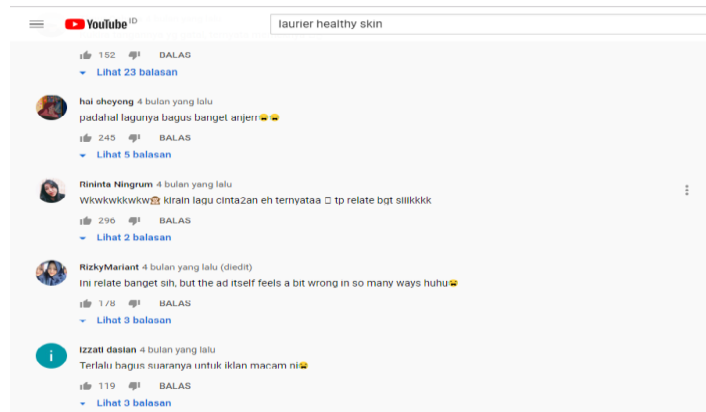 YouTube ID
laurier healthy skin
152 BALAS
Lihat 23 balasan
hai sheyeng 4 bulan yang lalu
padahal lagunya bagus banget anjerr😭😭
245 BALAS
Lihat 5 balasan
Rininta Ningrum 4 bulan yang lalu
Wkwkwkkwkw🙈 kirain lagu cinta2an eh ternyataa tp relate bgt siiikkkk
296 BALAS
Lihat 2 balasan
RizkyMariant 4 bulan yang lalu (diedit)
Ini relate banget sih, but the ad itself feels a bit wrong in so many ways huhu😭
178 BALAS
Lihat 3 balasan
i
izzati dasian 4 bulan yang lalu
Terlalu bagus suaranya untuk iklan macam ni😭
119 BALAS
Lihat 3 balasan